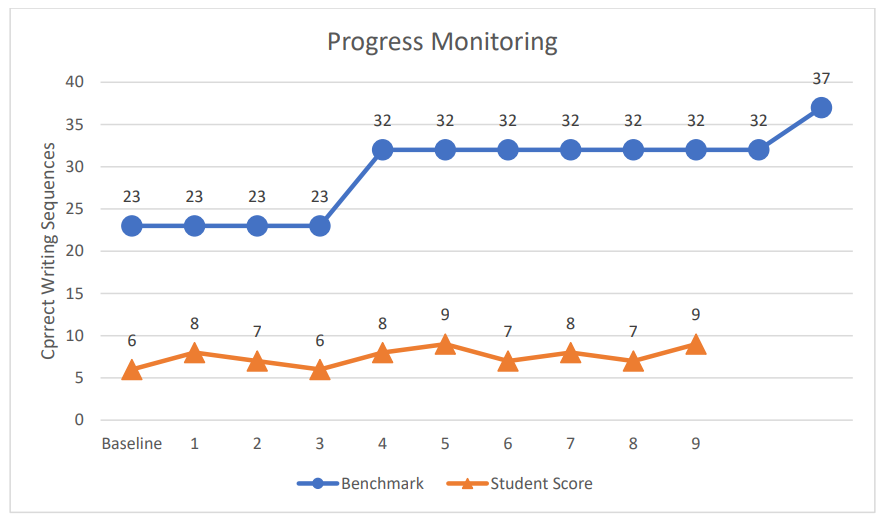 Progress Monitoring
40
35
30
25
20
15
10
5
0
Cprrect Writing Sequences
23 23 23 23 32 32 32 32 32 32 32 37
6 8 7 6 8 9 7 8 7 9
Baseline 1 2 3 4 5 6 7 8 9
Benchmark Student Score